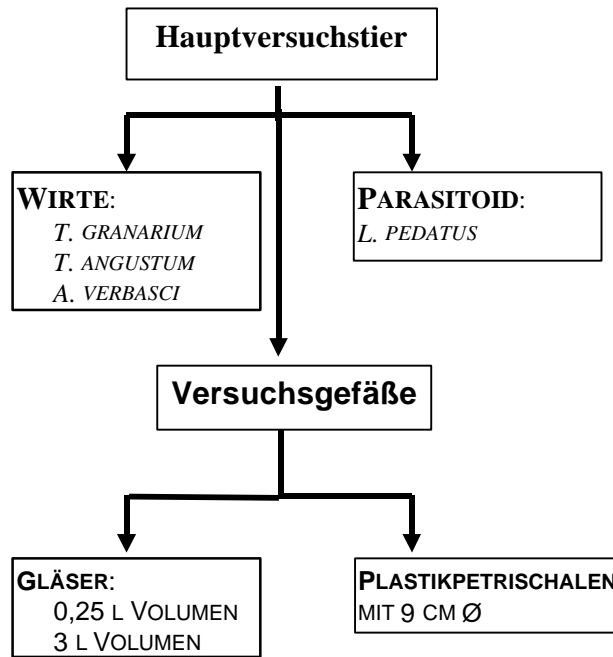 Hauptversuchstier
WIRTE:
T. GRANARIUM
T. ANGUSTUM
A. VERBASCI
PARASITOID:
L. PEDATUS
Versuchsgefäße
GLÄSER:
0,25 L VOLUMEN
3 L VOLUMEN
PLASTIKPETRISCHALEN
MIT 9 CM Ø